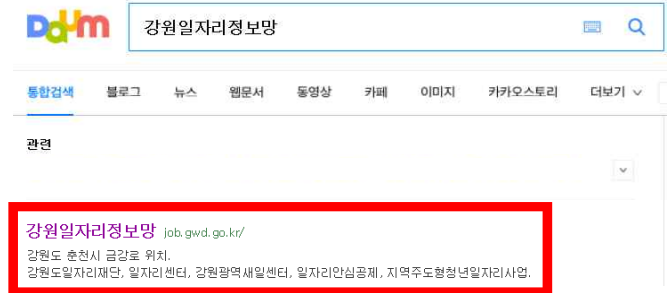 Daum 강원일자리정보망
통합검색 블로그 뉴스 웹문서 동영상 카페 이미지 카카오스토리 더보기
관련
강원일자리정보망 job.gwd.go.kr/
강원도 춘천시 금강로 위치.
강원도일자리재단, 일자리센터, 강원광역새일센터, 일자리안심공제, 지역주도형청년일자리사업.